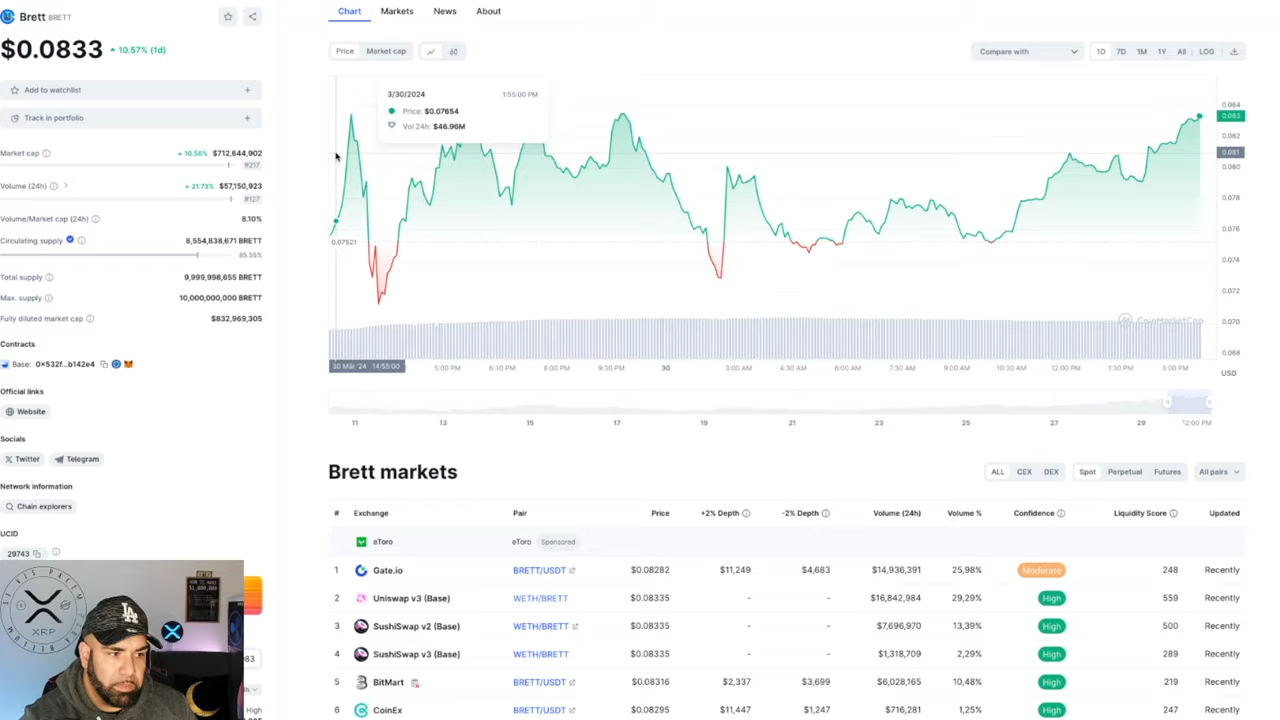 Brett BRETT
$0.0833 10.57% (1d)
Add to watchlist +
Track in portfolio +
Market cap 10.56% $712,644,902
#217
Volume (24h) > 21.73% $57,150,923
#127
Volume/Market cap (24h) 8.10%
Circulating supply 8,554,838,671 BRETT
85.55%
Total supply 9,999,998,655 BRETT
Max. supply 10,000,000,000 BRETT
Fully diluted market cap $832,969,305
Contracts
Base: 0x532f...b142e4
Official links
Website
Socials
Twitter Telegram
Network information
Chain explorers
UCID
29743
XRP
Chart Markets News About
Price Market cap
Compare with 1D 7D 1M 1Y All LOG
3/30/2024 1:55:00 PM
Price: $0.07654
Vol 24h: $46.96M
0.07521
0.084
0.083
0.082
0.081
0.080
0.078
0.076
0.074
0.072
0.070
0.068
USD
CoinMarketCap
30 Mär '24 14:55:00 5:00 PM 6:30 PM 8:00 PM 9:30 PM 30 3:00 AM 4:30 AM 6:00 AM 7:30 AM 9:00 AM 10:30 AM 12:00 PM 1:30 PM 3:00 PM
11 13 15 17 19 21 23 25 27 29 12:00 PM
Brett markets
ALL CEX DEX Spot Perpetual Futures All pairs
# Exchange Pair Price +2% Depth -2% Depth Volume (24h) Volume % Confidence Liquidity Score Updated
eToro eToro Sponsored
1 Gate.io BRETT/USDT $0.08282 $11,249 $4,683 $14,936,391 25,98% Moderate 248 Recently
2 Uniswap v3 (Base) WETH/BRETT $0.08335 - - $16,842,984 29,29% High 559 Recently
3 SushiSwap v2 (Base) WETH/BRETT $0.08335 - - $7,696,970 13,39% High 500 Recently
4 SushiSwap v3 (Base) WETH/BRETT $0.08335 - - $1,318,709 2,29% High 289 Recently
5 BitMart BRETT/USDT $0.08316 $2,337 $3,699 $6,028,165 10,48% High 219 Recently
6 CoinEx BRETT/USDT $0.08295 $11,447 $1,247 $716,281 1,25% High 247 Recently